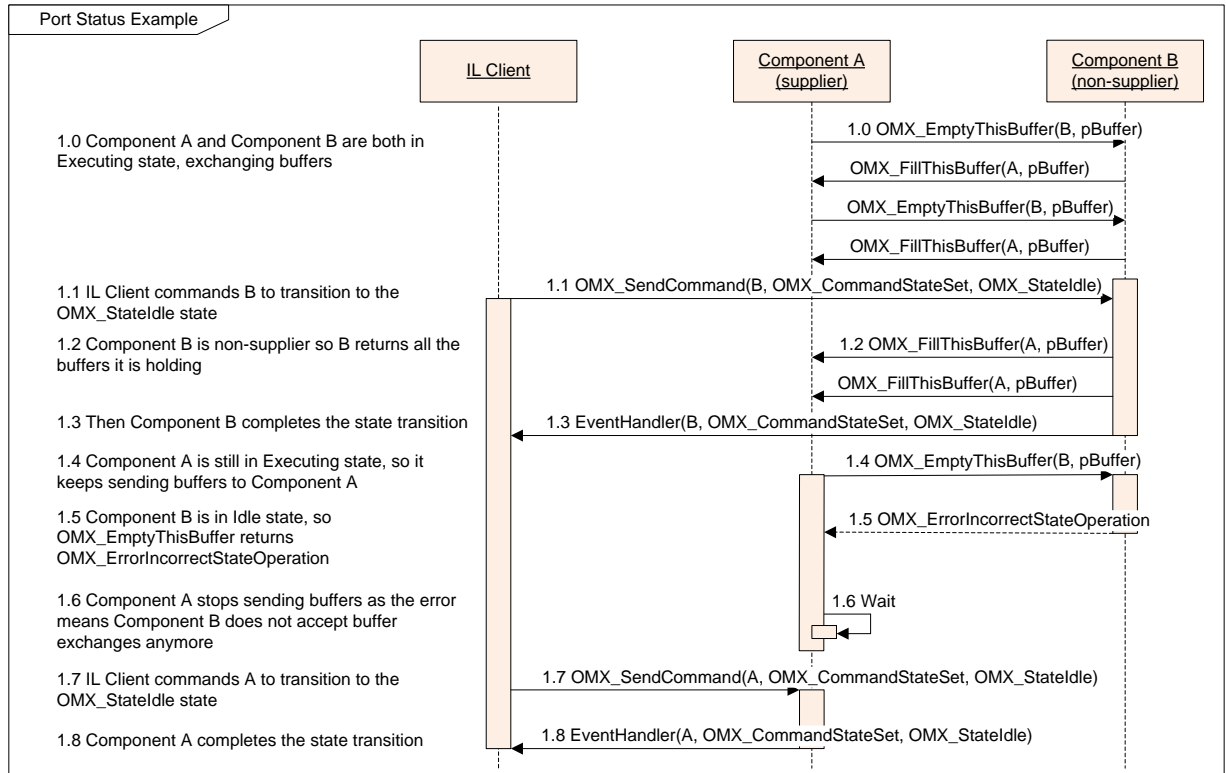 Port Status Example
IL Client
Component A
(supplier)
Component B
(non-supplier)
1.0 Component A and Component B are both in
Executing state, exchanging buffers
1.0 OMX_EmptyThisBuffer(B, pBuffer)
OMX_FillThisBuffer(A, pBuffer)
OMX_EmptyThisBuffer(B, pBuffer)
OMX_FillThisBuffer(A, pBuffer)
1.1 IL Client commands B to transition to the
OMX_StateIdle state
1.1 OMX_SendCommand(B, OMX_CommandStateSet, OMX_StateIdle)
1.2 Component B is non-supplier so B returns all the
buffers it is holding
1.2 OMX_FillThisBuffer(A, pBuffer)
OMX_FillThisBuffer(A, pBuffer)
1.3 Then Component B completes the state transition
1.3 EventHandler(B, OMX_CommandStateSet, OMX_StateIdle)
1.4 Component A is still in Executing state, so it
keeps sending buffers to Component A
1.4 OMX_EmptyThisBuffer(B, pBuffer)
1.5 Component B is in Idle state, so
OMX_EmptyThisBuffer returns
OMX_ErrorIncorrectStateOperation
1.5 OMX_ErrorIncorrectStateOperation
1.6 Component A stops sending buffers as the error
means Component B does not accept buffer
exchanges anymore
1.6 Wait
1.7 IL Client commands A to transition to the
OMX_StateIdle state
1.7 OMX_SendCommand(A, OMX_CommandStateSet, OMX_StateIdle)
1.8 Component A completes the state transition
1.8 EventHandler(A, OMX_CommandStateSet, OMX_StateIdle)